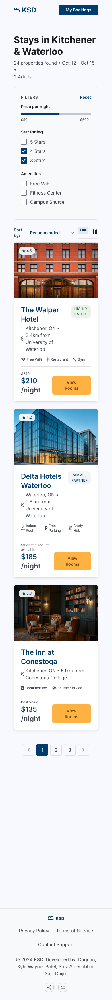 KSD
My Bookings
Stays in Kitchener
& Waterloo
24 properties found • Oct 12 - Oct 15
•
2 Adults
FILTERS
Reset
Price per night
$50
$500+
Star Rating
5 Stars
4 Stars
3 Stars
Amenities
Free WiFi
Fitness Center
Campus Shuttle
Sort
by:
Recommended
4.5
The Walper
Hotel
HIGHLY
RATED
Kitchener, ON •
2.4km from
University of
Waterloo
Free WiFi
Restaurant
Gym
$249
$210
/night
View
Rooms
4.2
Delta Hotels
Waterloo
CAMPUS
PARTNER
Waterloo, ON •
0.8km from
University of
Waterloo
Indoor
Pool
Free
Parking
Study
Hub
Student discount
available
$185
/night
View
Rooms
3.8
The Inn at
Conestoga
Kitchener, ON • 5.1km from
Conestoga College
Breakfast Inc.
Shuttle Service
Best Value
$135
/night
View
Rooms
1
2
3
KSD
Privacy Policy
Terms of Service
Contact Support
© 2024 KSD. Developed by: Darjuan,
Kyle Wayne; Patel, Shiv Alpeshbhai;
Saji, Daiju.